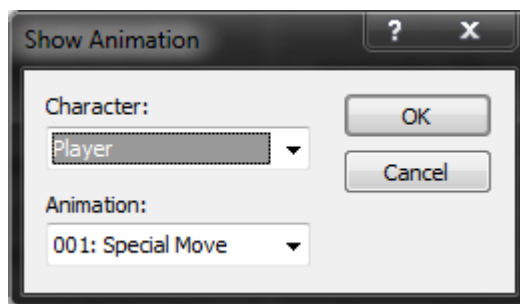 Show Animation
? x
Character:
OK
Player
Cancel
Animation:
001: Special Move